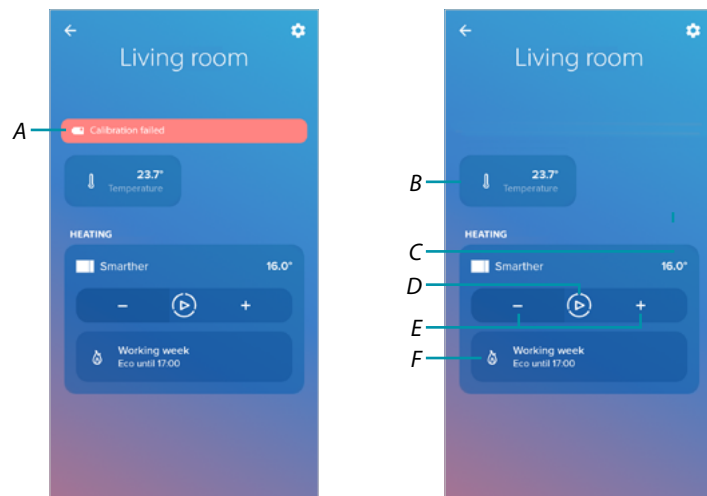 Living room
A
Calibration failed
23.7°
Temperature
HEATING
Smarther 16.0°
− +
Working week
Eco until 17:00
Living room
B
23.7°
Temperature
HEATING
C
Smarther 16.0°
D
− +
E
F
Working week
Eco until 17:00